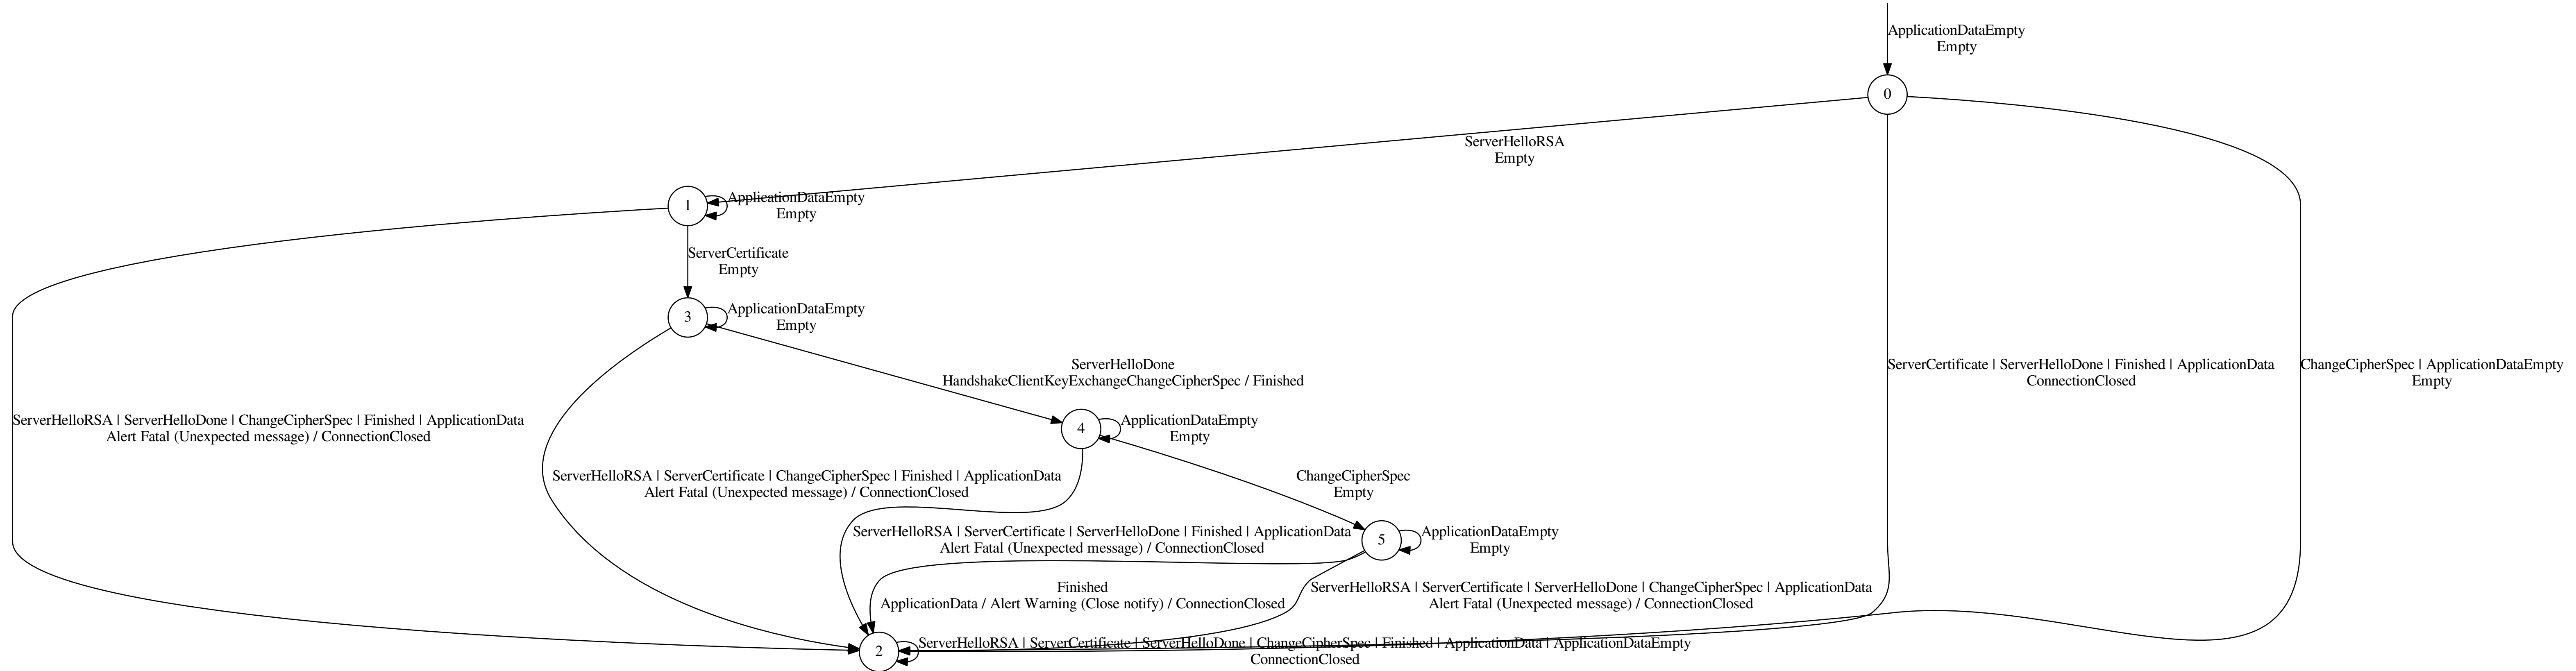 ApplicationDataEmpty
Empty
0
ServerHelloRSA
Empty
1
ApplicationDataEmpty
Empty
ServerCertificate
Empty
3
ApplicationDataEmpty
Empty
ServerHelloDone
HandshakeClientKeyExchangeChangeCipherSpec / Finished
ServerCertificate | ServerHelloDone | Finished | ApplicationData
ConnectionClosed
ChangeCipherSpec | ApplicationDataEmpty
Empty
ServerHelloRSA | ServerHelloDone | ChangeCipherSpec | Finished | ApplicationData
Alert Fatal (Unexpected message) / ConnectionClosed
4
ApplicationDataEmpty
Empty
ServerHelloRSA | ServerCertificate | ChangeCipherSpec | Finished | ApplicationData
Alert Fatal (Unexpected message) / ConnectionClosed
ChangeCipherSpec
Empty
ServerHelloRSA | ServerCertificate | ServerHelloDone | Finished | ApplicationData
Alert Fatal (Unexpected message) / ConnectionClosed
5
ApplicationDataEmpty
Empty
Finished
ApplicationData / Alert Warning (Close notify) / ConnectionClosed
ServerHelloRSA | ServerCertificate | ServerHelloDone | ChangeCipherSpec | ApplicationData
Alert Fatal (Unexpected message) / ConnectionClosed
2
ServerHelloRSA | ServerCertificate | ServerHelloDone | ChangeCipherSpec | Finished | ApplicationData | ApplicationDataEmpty
ConnectionClosed